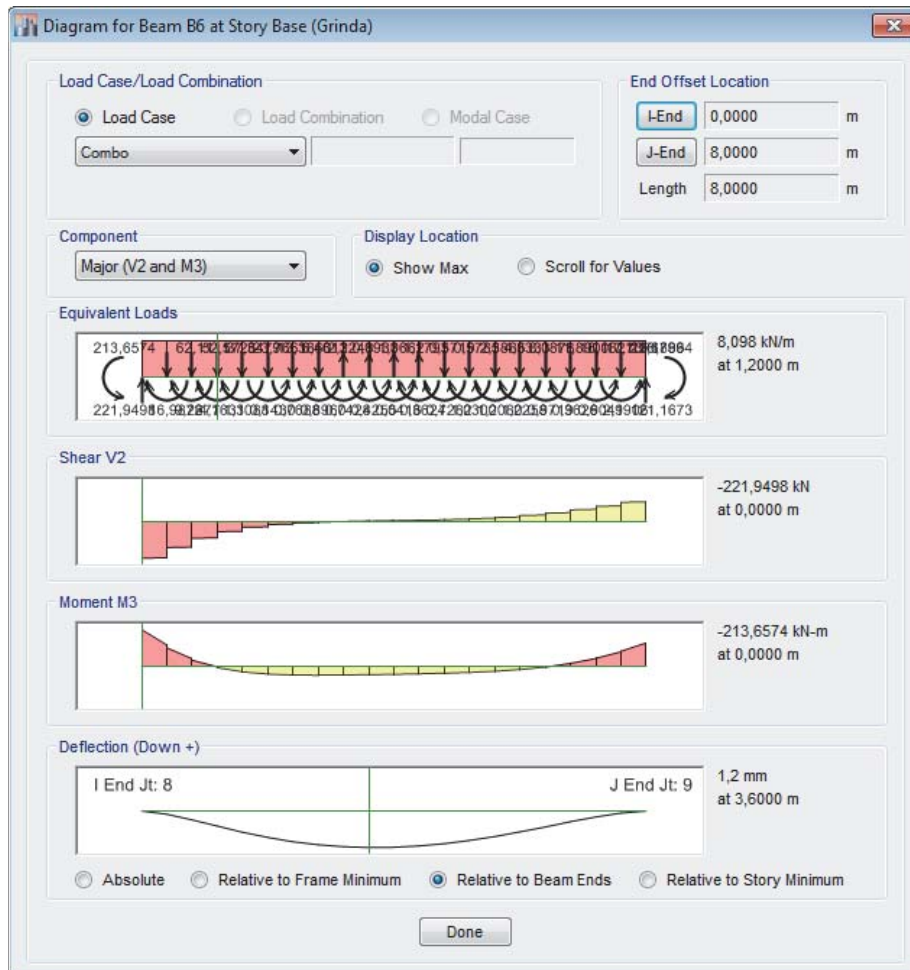 Diagram for Beam B6 at Story Base (Grinda)
Load Case/Load Combination
Load Case Load Combination Modal Case
Combo
End Offset Location
I-End 0,0000 m
J-End 8,0000 m
Length 8,0000 m
Component
Major (V2 and M3)
Display Location
Show Max Scroll for Values
Equivalent Loads
213,6574
221,9498
121,1673
8,098 kN/m
at 1,2000 m
Shear V2
-221,9498 kN
at 0,0000 m
Moment M3
-213,6574 kN-m
at 0,0000 m
Deflection (Down +)
I End Jt: 8 J End Jt: 9
1,2 mm
at 3,6000 m
Absolute Relative to Frame Minimum Relative to Beam Ends Relative to Story Minimum
Done